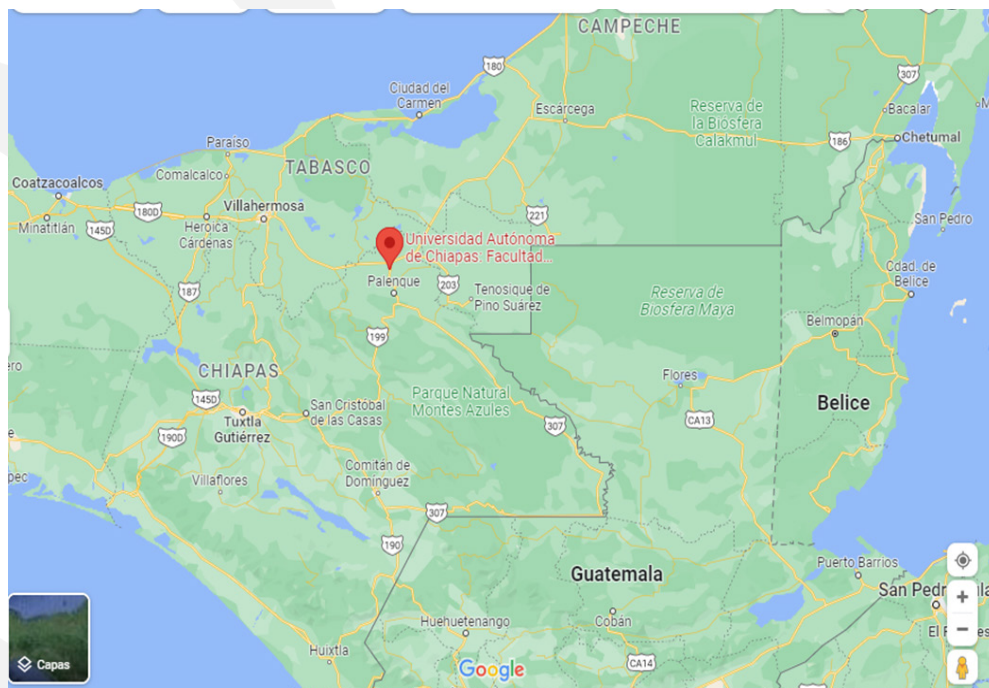 CAMPECHE
180
Ciudad del
Carmen
Escárcega
307
Bacalar
Reserva de
la Biósfera
Calakmul
186
Chetumal
Paraíso
TABASCO
Comalcalco
Coatzacoalcos
Villahermosa
180D
Minatitlán
145D
Heroica
Cárdenas
221
San Pedro
Universidad Autónoma
de Chiapas: Facultad...
Palenque
203
Tenosique de
Pino Suárez
Reserva de
Biosfera Maya
Cdad. de
Belice
187
199
Belmopán
CHIAPAS
Flores
Parque Natural
Montes Azules
145D
San Cristóbal
de las Casas
Tuxtla
Gutiérrez
190D
307
CA13
Belice
Comitán de
Domínguez
Villaflores
307
190
Guatemala
Puerto Barrios
Cobán
Huehuetenango
Huixtla
CA14
Capas
Google